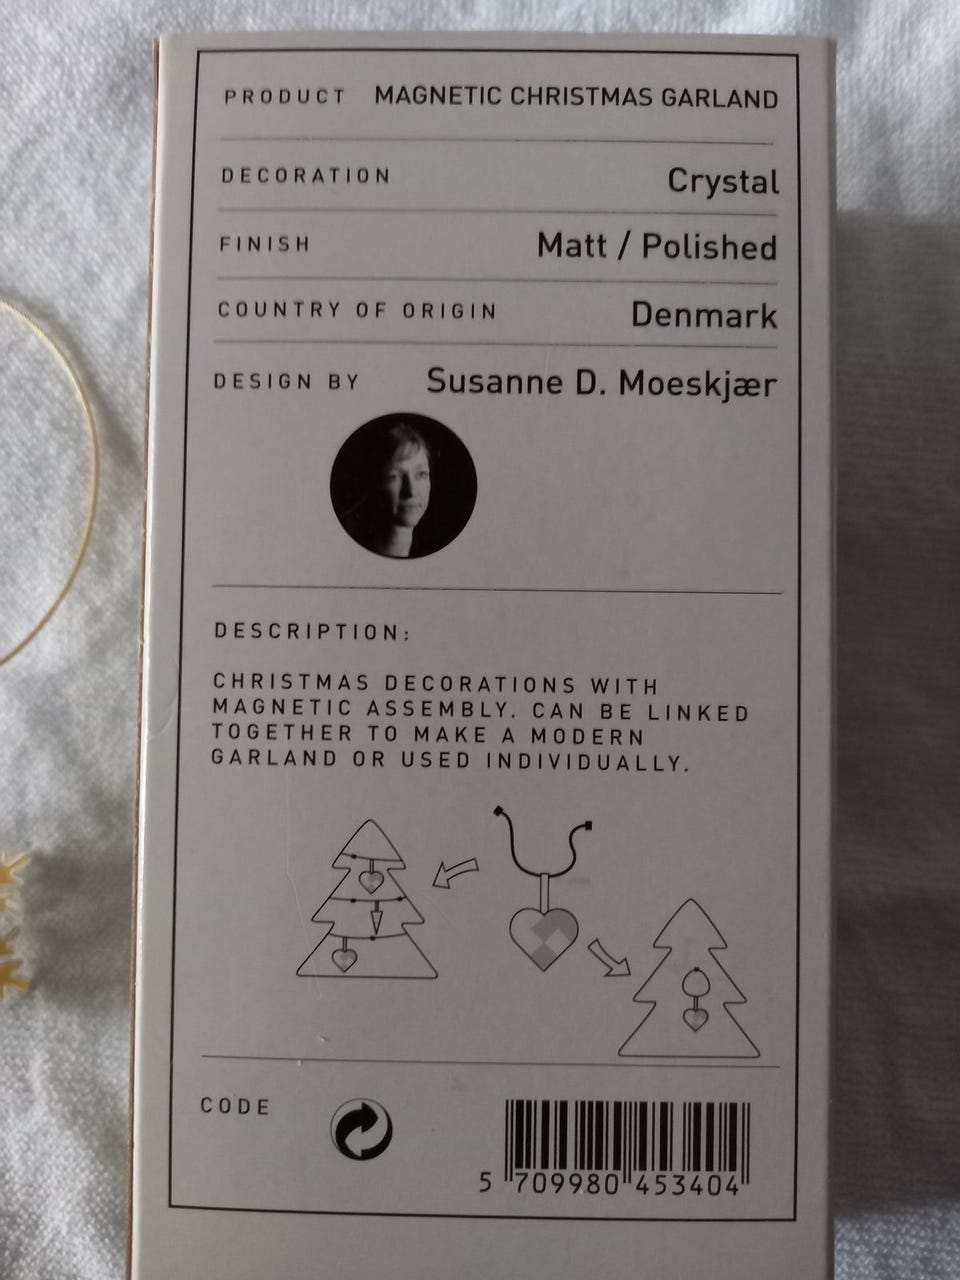 PRODUCT MAGNETIC CHRISTMAS GARLAND
DECORATION Crystal
FINISH Matt / Polished
COUNTRY OF ORIGIN Denmark
DESIGN BY Susanne D. Moeskjær
DESCRIPTION:
CHRISTMAS DECORATIONS WITH
MAGNETIC ASSEMBLY. CAN BE LINKED
TOGETHER TO MAKE A MODERN
GARLAND OR USED INDIVIDUALLY.
CODE
5 709980 453404